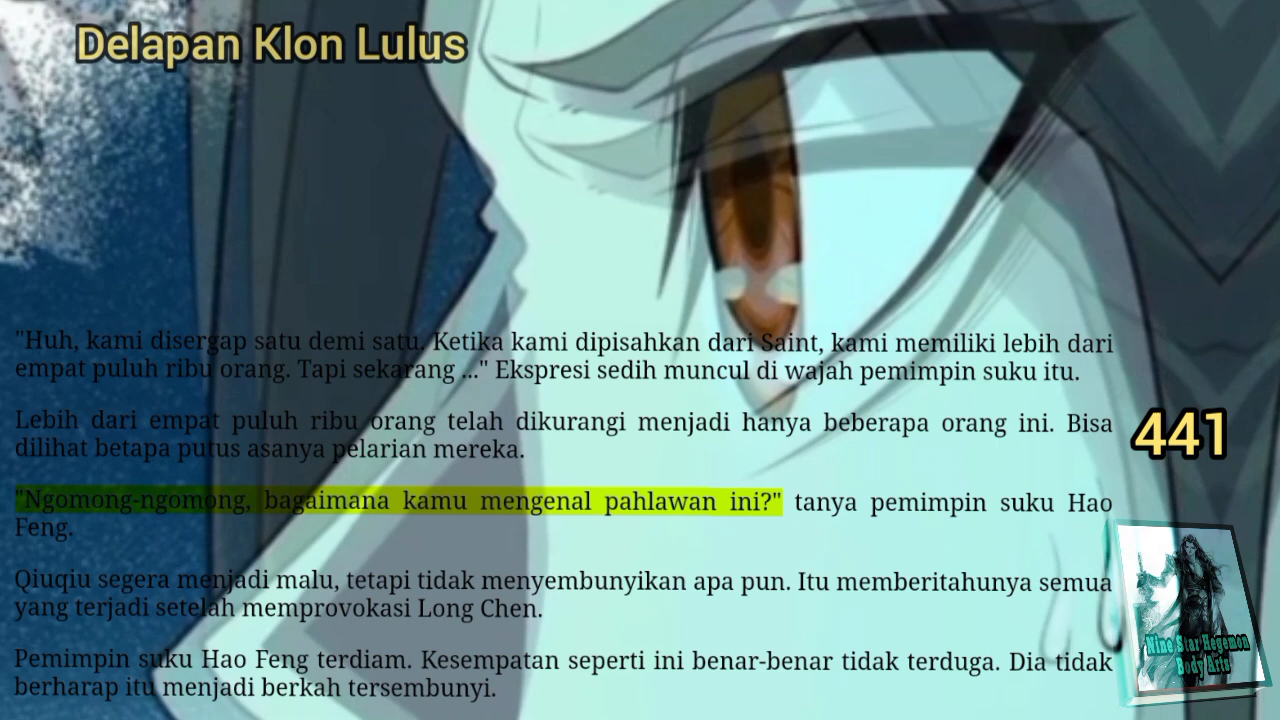 Delapan Klon Lulus
"Huh, kami disergap satu demi satu. Ketika kami dipisahkan dari Saint, kami memiliki lebih dari
empat puluh ribu orang. Tapi sekarang ..." Ekspresi sedih muncul di wajah pemimpin suku itu.
Lebih dari empat puluh ribu orang telah dikurangi menjadi hanya beberapa orang ini. Bisa
dilihat betapa putus asanya pelarian mereka.
441
"Ngomong-ngomong, bagaimana kamu mengenal pahlawan ini?" tanya pemimpin suku Hao
Feng.
Qiuqiu segera menjadi malu, tetapi tidak menyembunyikan apa pun. Itu memberitahunya semua
yang terjadi setelah memprovokasi Long Chen.
Pemimpin suku Hao Feng terdiam. Kesempatan seperti ini benar-benar tidak terduga. Dia tidak
berharap itu menjadi berkah tersembunyi.
Nine Star Hegemon
Body Arts